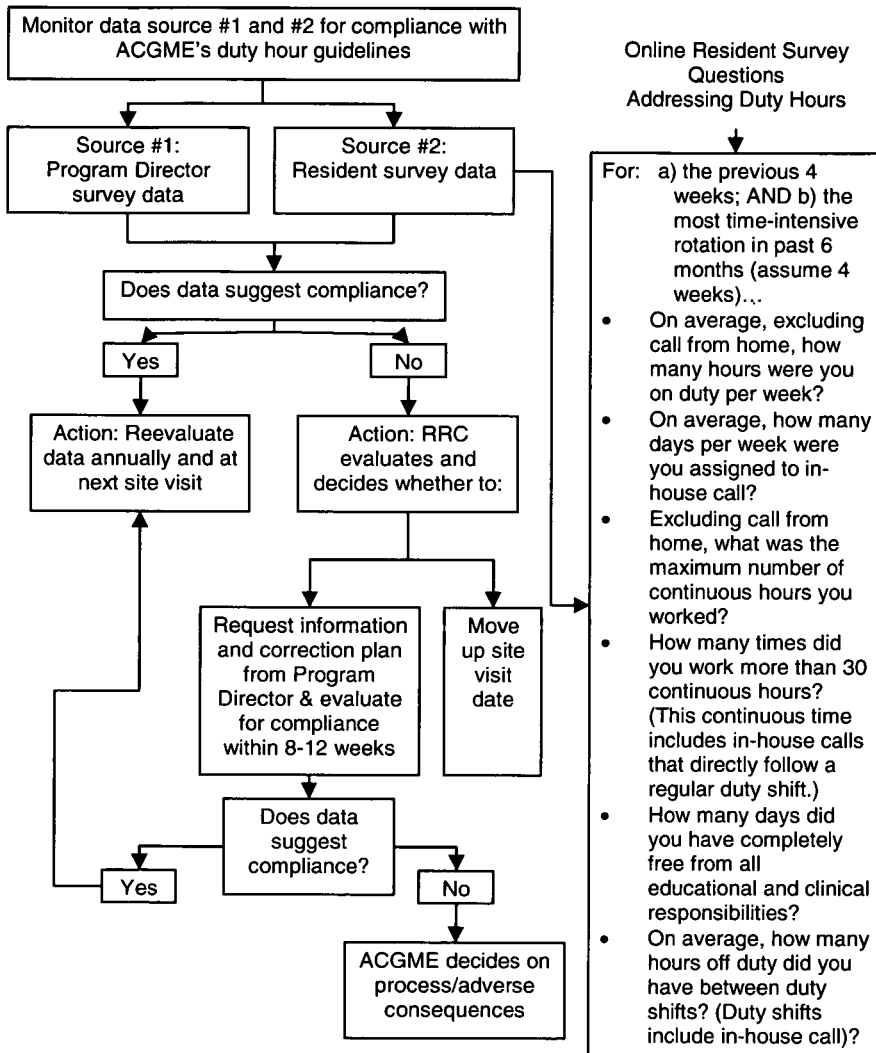 Monitor data source #1 and #2 for compliance with
ACGME's duty hour guidelines
Source #1:
Program Director
survey data
Source #2:
Resident survey data
Does data suggest compliance?
Yes
No
Action: Reevaluate
data annually and at
next site visit
Action: RRC
evaluates and
decides whether to:
Request information
and correction plan
from Program
Director & evaluate
for compliance
within 8-12 weeks
Move
up site
visit
date
Does data
suggest
compliance?
Yes
No
ACGME decides on
process/adverse
consequences
Online Resident Survey
Questions
Addressing Duty Hours
For: a) the previous 4
weeks; AND b) the
most time-intensive
rotation in past 6
months (assume 4
weeks)…
• On average, excluding
call from home, how
many hours were you
on duty per week?
• On average, how many
days per week were
you assigned to in-
house call?
• Excluding call from
home, what was the
maximum number of
continuous hours you
worked?
• How many times did
you work more than 30
continuous hours?
(This continuous time
includes in-house calls
that directly follow a
regular duty shift.)
• How many days did
you have completely
free from all
educational and clinical
responsibilities?
• On average, how many
hours off duty did you
have between duty
shifts? (Duty shifts
include in-house call)?